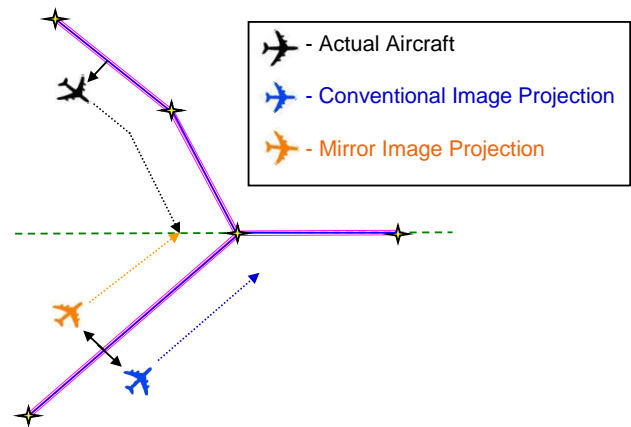 - Actual Aircraft
- Conventional Image Projection
- Mirror Image Projection